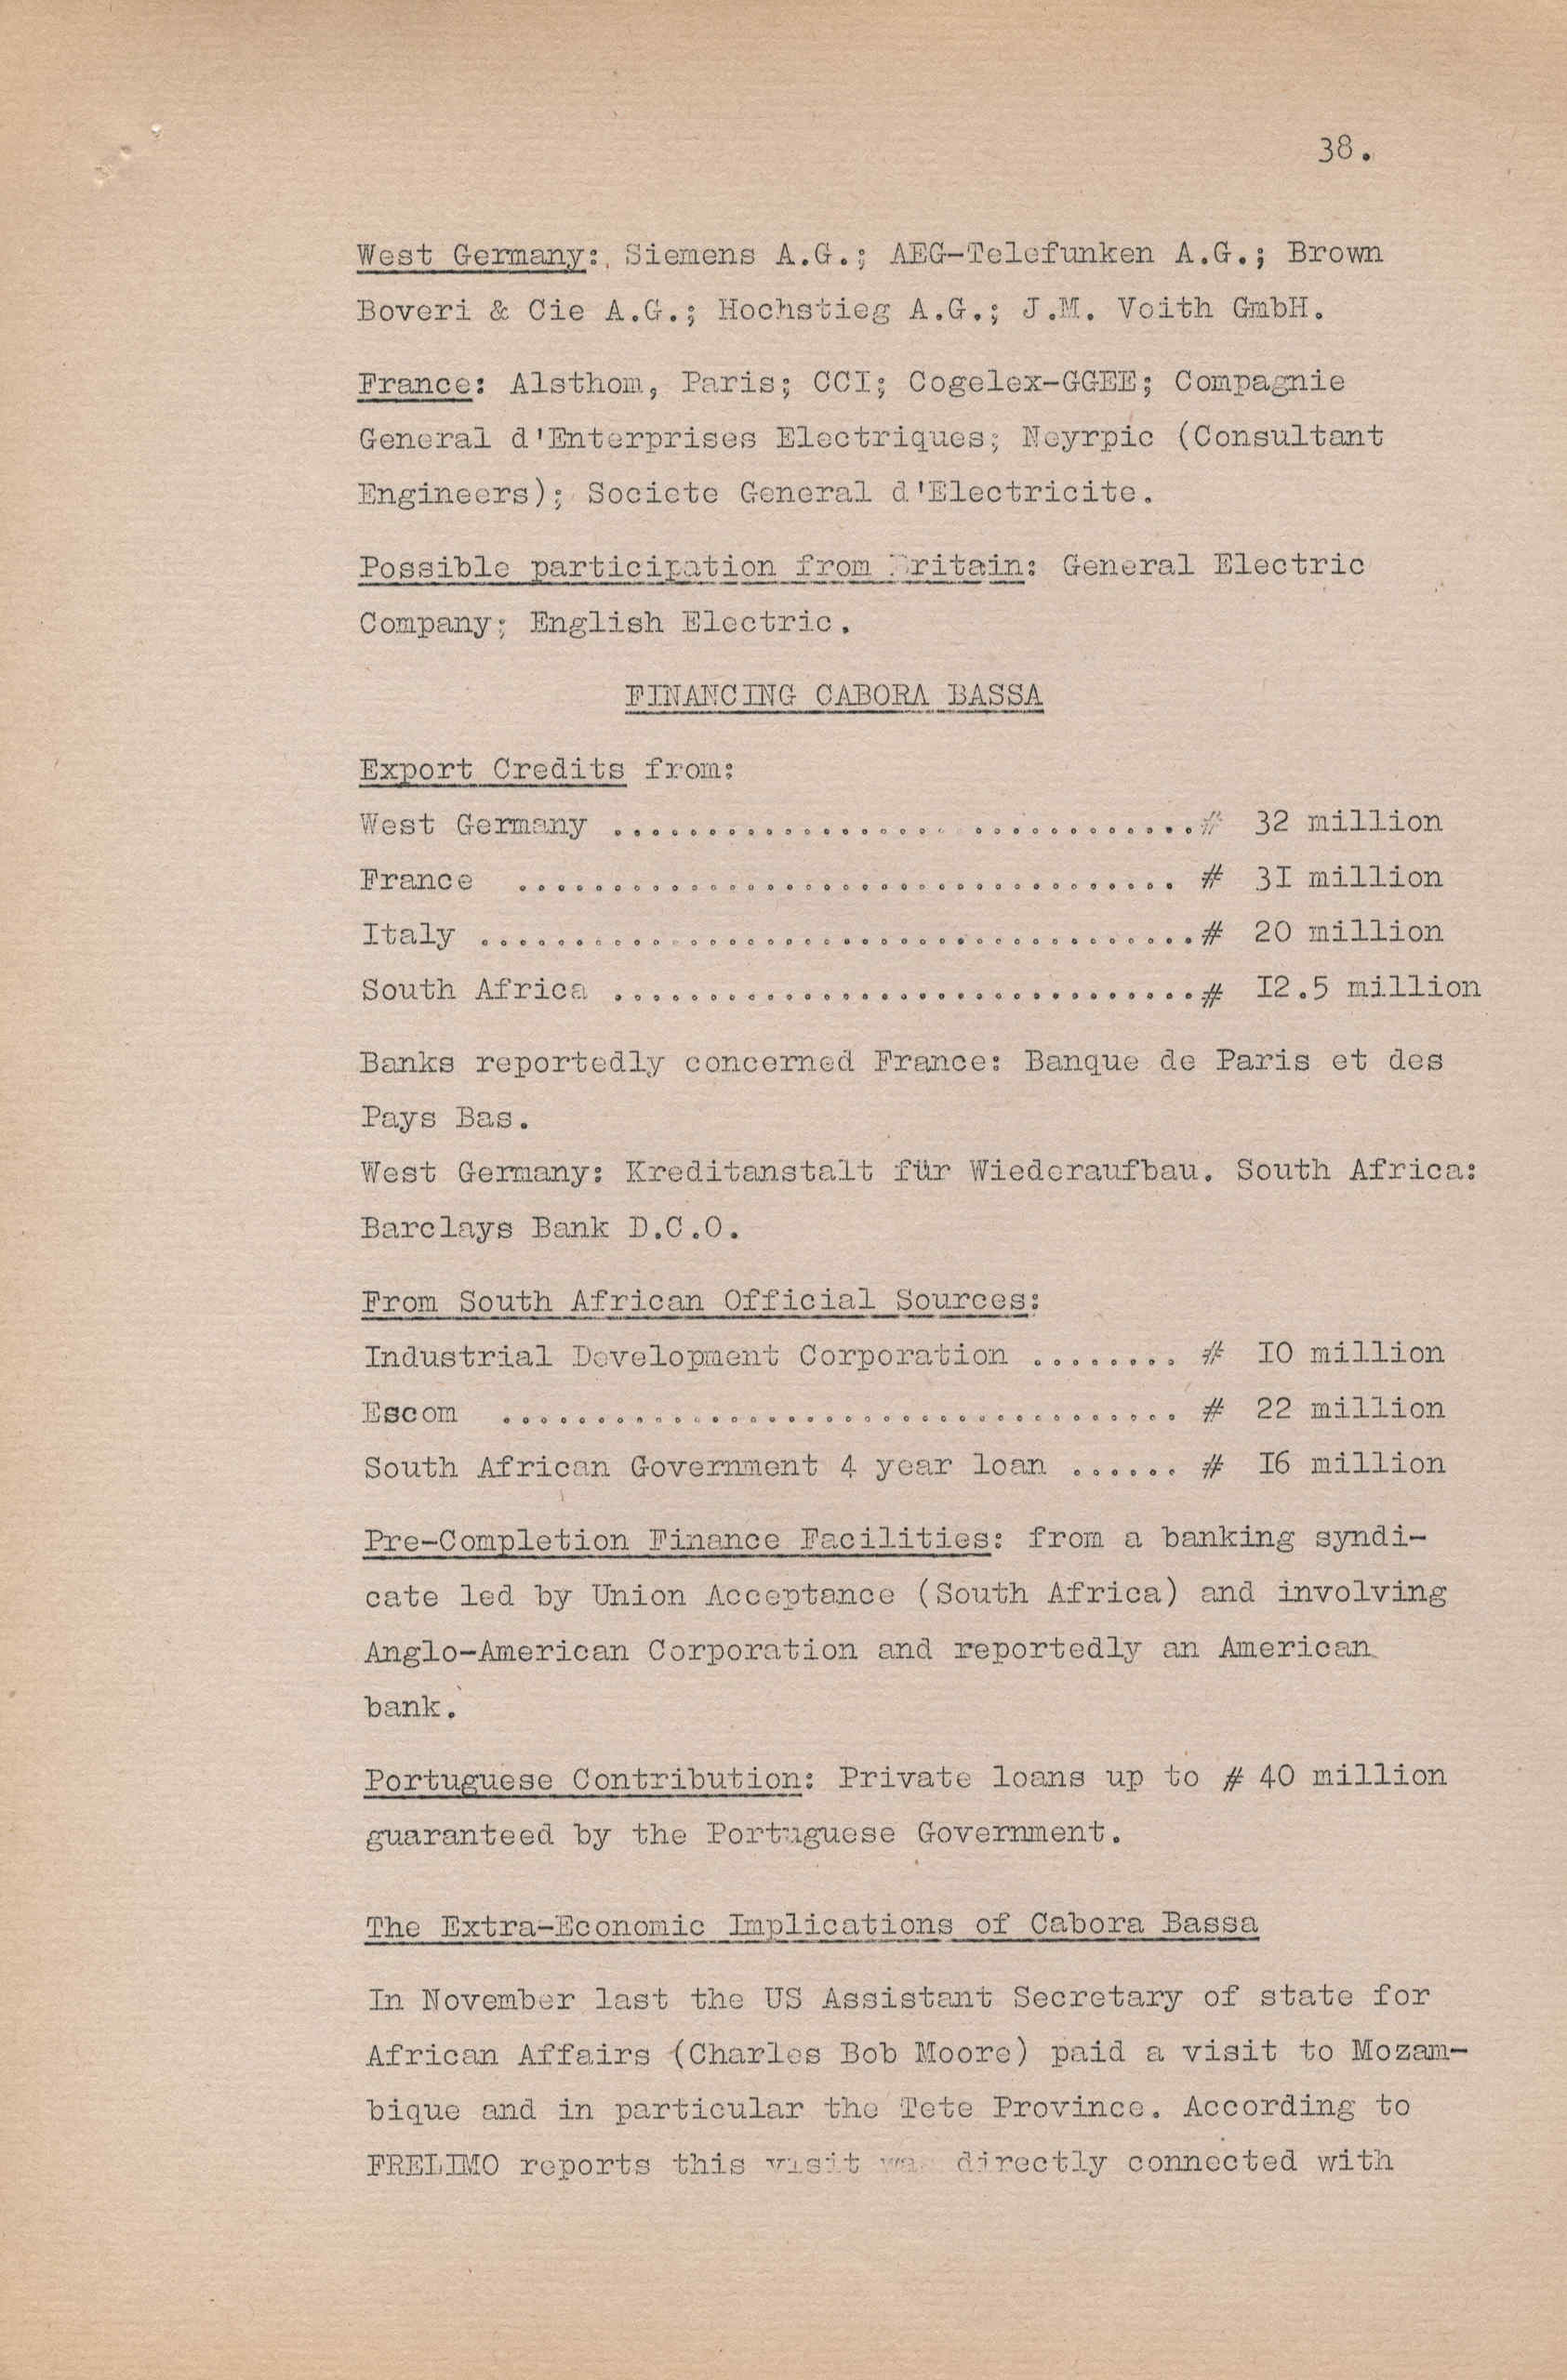 38.
West Germany: Siemens A.G.; AEG-Telefunken A.G.; Brown
Boveri & Cie A.G.; Hochstieg A.G.; J.M. Voith GmbH.
France: Alsthom, Paris; CCI; Cogelex-GGEE; Compagnie
General d'Enterprises Electriques; Neyrpic (Consultant
Engineers); Societe General d'Electricite.
Possible participation from Britain: General Electric
Company; English Electric.
FINANCING CABORA BASSA
Export Credits from:
West Germany ...............................# 32 million
France ................................... # 3I million
Italy ......................................# 20 million
South Africa ...............................# I2.5 million
Banks reportedly concerned France: Banque de Paris et des
Pays Bas.
West Germany: Kreditanstalt für Wiederaufbau. South Africa:
Barclays Bank D.C.O.
From South African Official Sources:
Industrial Development Corporation ........ # I0 million
Escom .................................... # 22 million
South African Government 4 year loan ...... # I6 million
Pre-Completion Finance Facilities: from a banking syndi-
cate led by Union Acceptance (South Africa) and involving
Anglo-American Corporation and reportedly an American
bank.
Portuguese Contribution: Private loans up to # 40 million
guaranteed by the Portuguese Government.
The Extra-Economic Implications of Cabora Bassa
In November last the US Assistant Secretary of state for
African Affairs (Charles Bob Moore) paid a visit to Mozam-
bique and in particular the Tete Province. According to
FRELIMO reports this visit was directly connected with